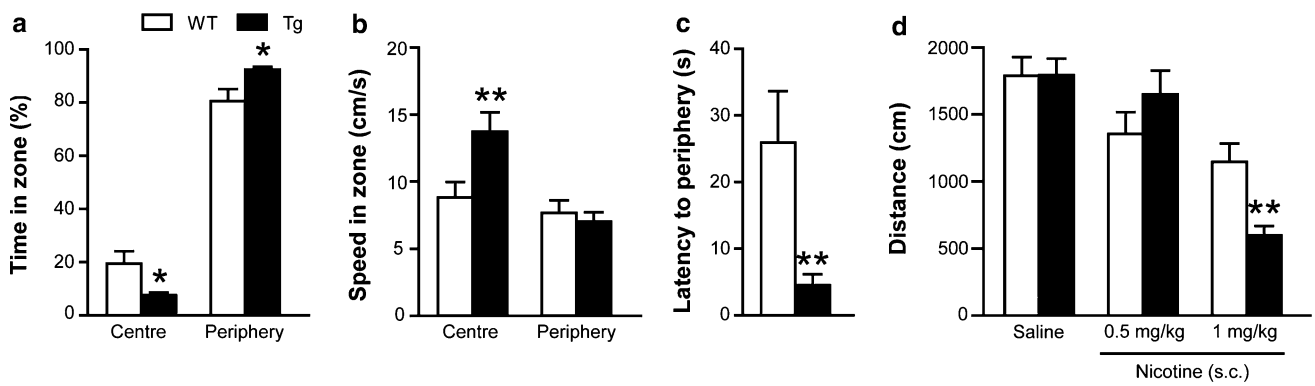 a
WT Tg
Time in zone (%)
100
80
60
40
20
0
*
*
Centre Periphery
b
Speed in zone (cm/s)
20
15
10
5
0
**
Centre Periphery
c
Latency to periphery (s)
40
30
20
10
0
**
d
Distance (cm)
2000
1500
1000
500
0
**
Saline 0.5 mg/kg 1 mg/kg
Nicotine (s.c.)